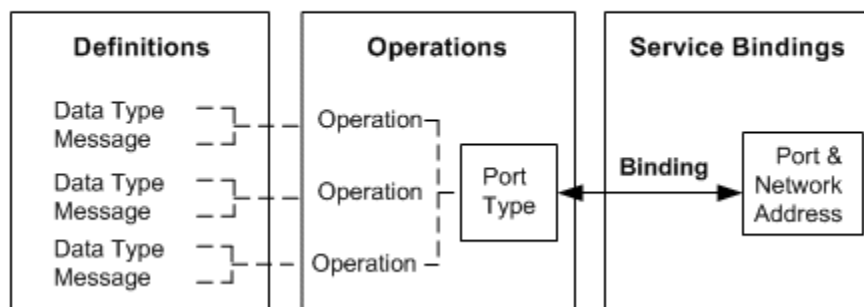 Definitions
Data Type
Message
Data Type
Message
Data Type
Message
Operations
Operation
Operation
Operation
Port
Type
Service Bindings
Binding
Port &
Network
Address